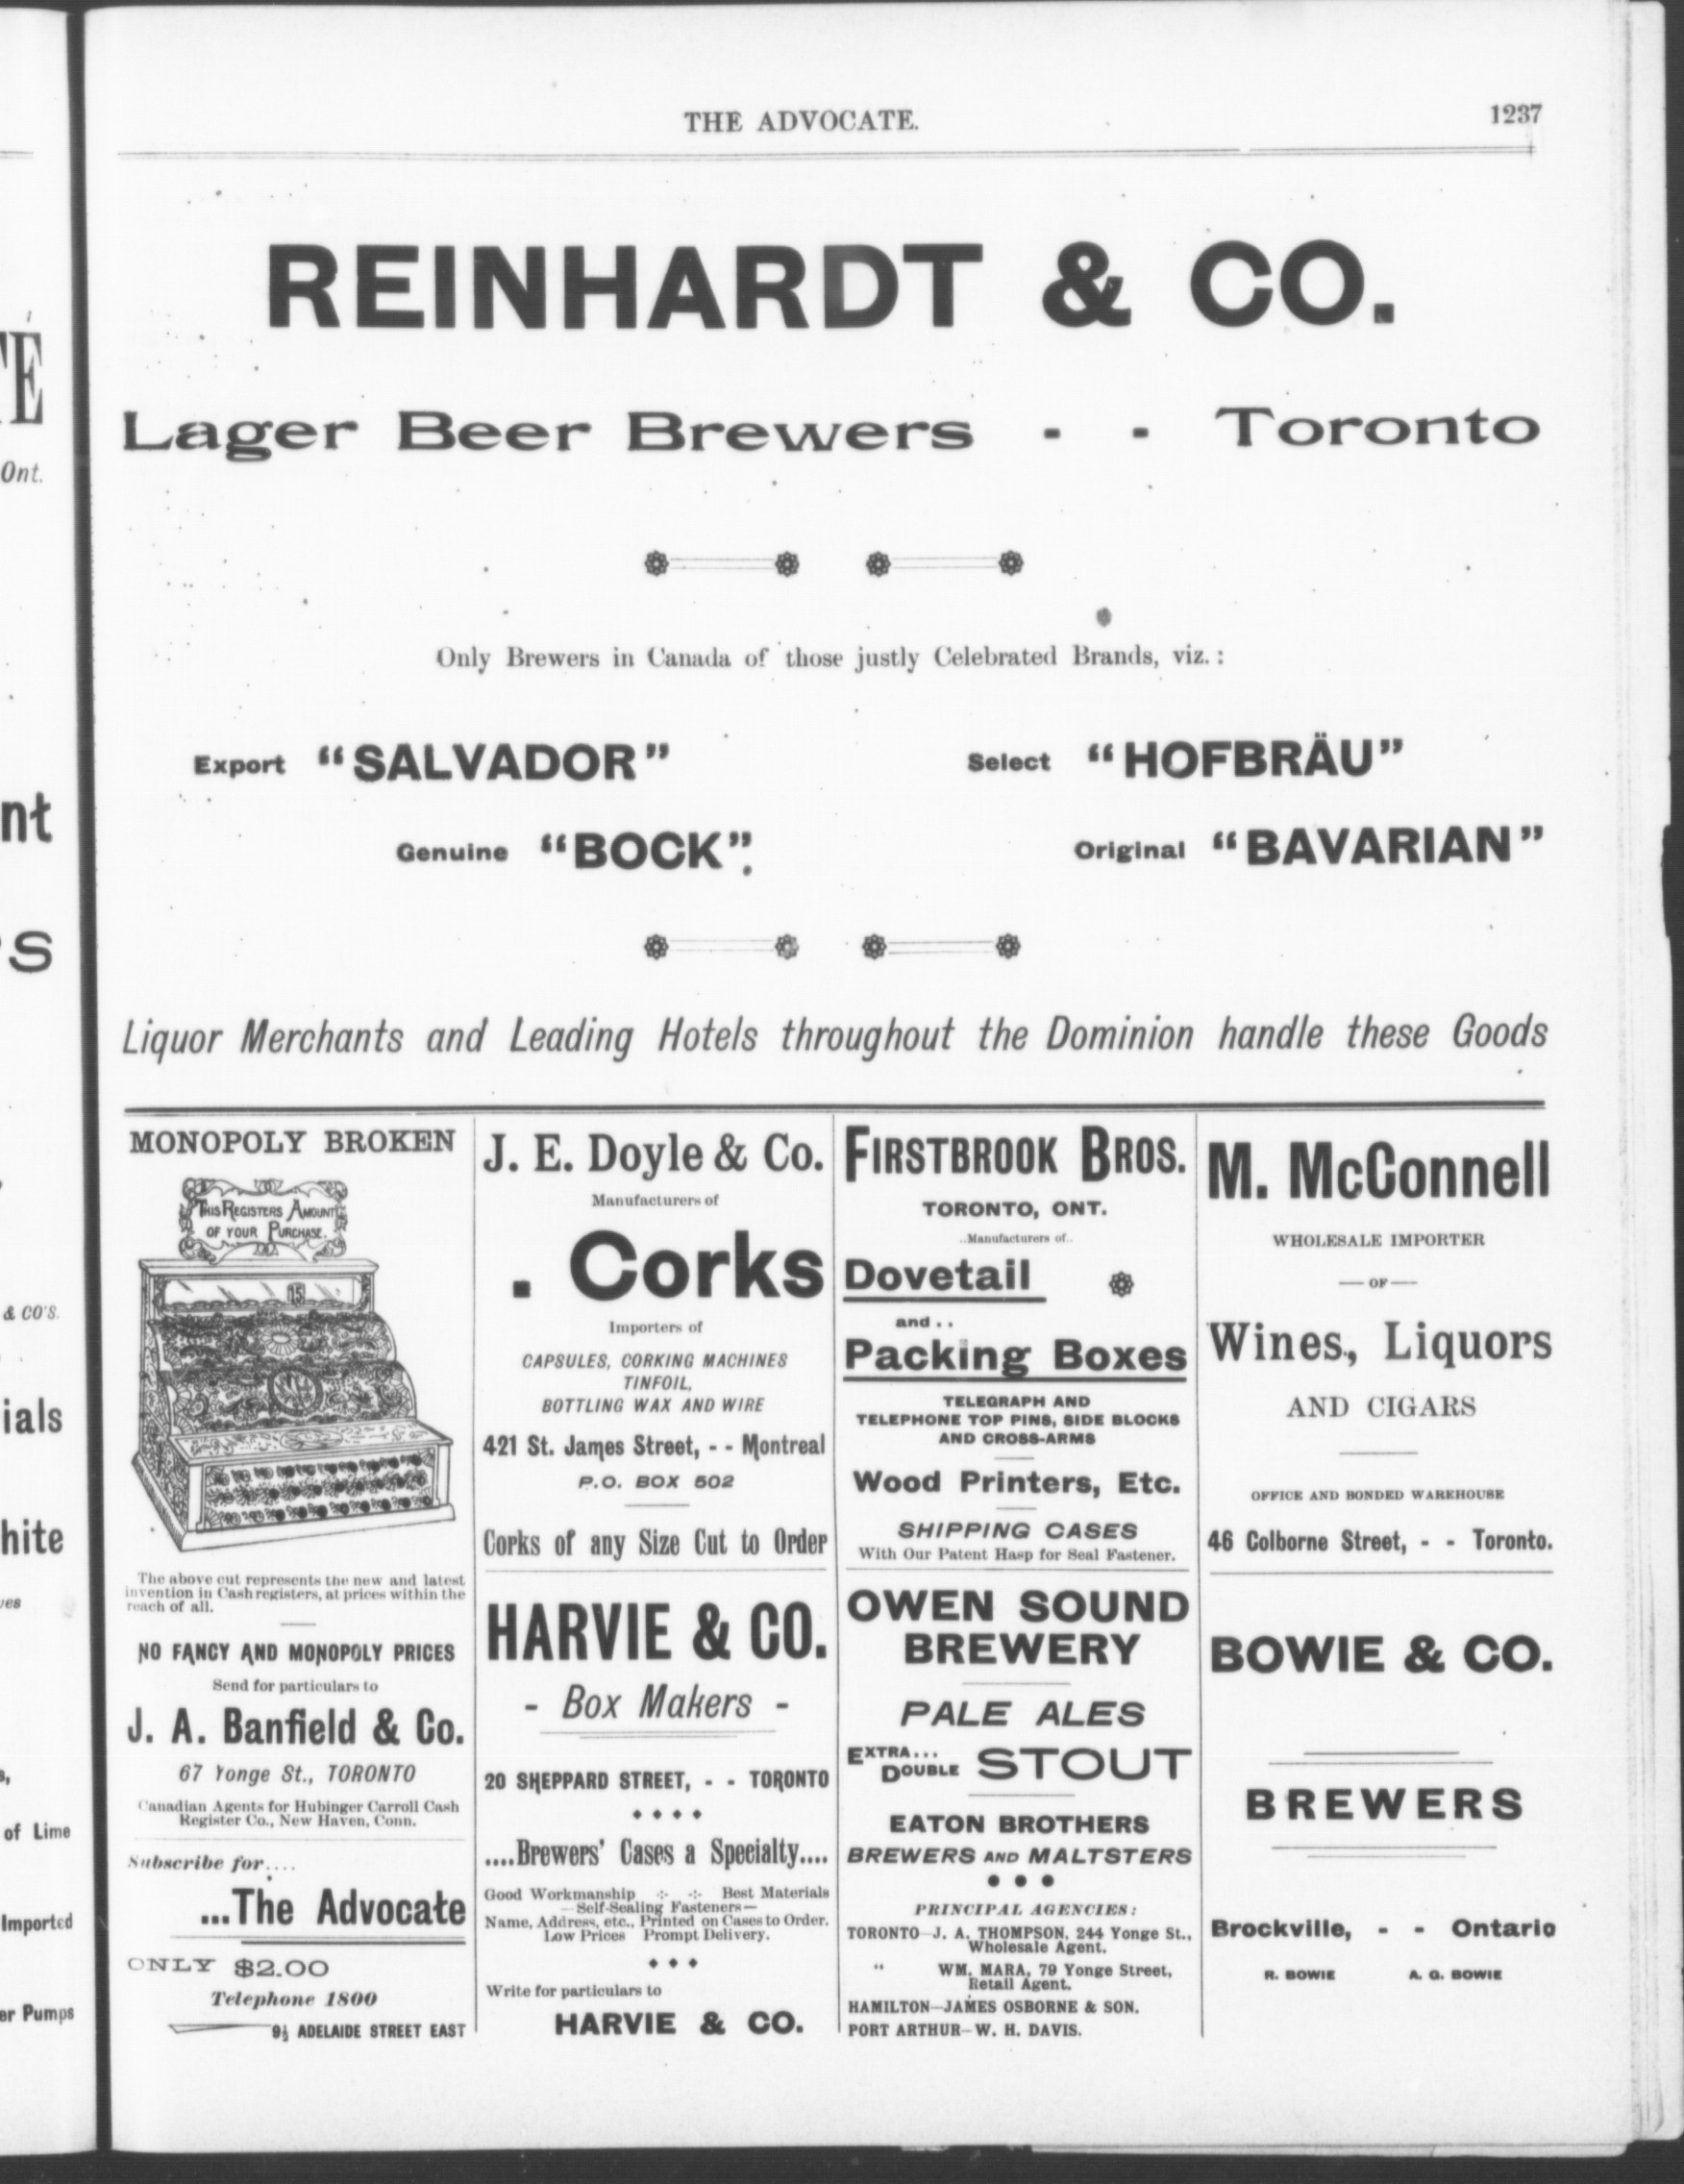 THE ADVOCATE.
1237
REINHARDT & CO.
Lager Beer Brewers - - Toronto
Only Brewers in Canada of those justly Celebrated Brands, viz. :
Export "SALVADOR"
Select "HOFBRÄU"
Genuine "BOCK".
Original "BAVARIAN"
Liquor Merchants and Leading Hotels throughout the Dominion handle these Goods
MONOPOLY BROKEN
THIS REGISTERS AMOUNT
OF YOUR PURCHASE.
15
The above cut represents the new and latest
invention in Cash registers, at prices within the
reach of all.
NO FANCY AND MONOPOLY PRICES
Send for particulars to
J. A. Banfield & Co.
67 Yonge St., TORONTO
Canadian Agents for Hubinger Carroll Cash
Register Co., New Haven, Conn.
Subscribe for....
...The Advocate
ONLY $2.00
Telephone 1800
9½ ADELAIDE STREET EAST
J. E. Doyle & Co.
Manufacturers of
. Corks
Importers of
CAPSULES, CORKING MACHINES
TINFOIL,
BOTTLING WAX AND WIRE
421 St. James Street, - - Montreal
P.O. BOX 502
Corks of any Size Cut to Order
HARVIE & CO.
- Box Makers -
20 SHEPPARD STREET, - - TORONTO
....Brewers' Cases a Specialty....
Good Workmanship -:- -:- Best Materials
—Self-Sealing Fasteners—
Name, Address, etc., Printed on Cases to Order.
Low Prices Prompt Delivery.
Write for particulars to
HARVIE & CO.
FIRSTBROOK BROS.
TORONTO, ONT.
..Manufacturers of..
Dovetail
and . .
Packing Boxes
TELEGRAPH AND
TELEPHONE TOP PINS, SIDE BLOCKS
AND CROSS-ARMS
Wood Printers, Etc.
SHIPPING CASES
With Our Patent Hasp for Seal Fastener.
OWEN SOUND
BREWERY
PALE ALES
EXTRA...
DOUBLE STOUT
EATON BROTHERS
BREWERS AND MALTSTERS
PRINCIPAL AGENCIES:
TORONTO—J. A. THOMPSON, 244 Yonge St.,
Wholesale Agent.
" WM. MARA, 79 Yonge Street,
Retail Agent.
HAMILTON—JAMES OSBORNE & SON.
PORT ARTHUR—W. H. DAVIS.
M. McConnell
WHOLESALE IMPORTER
—OF—
Wines, Liquors
AND CIGARS
OFFICE AND BONDED WAREHOUSE
46 Colborne Street, - - Toronto.
BOWIE & CO.
BREWERS
Brockville, - - Ontario
R. BOWIE A. G. BOWIE
Ont.
& CO'S.
of Lime
Imported
Pumps